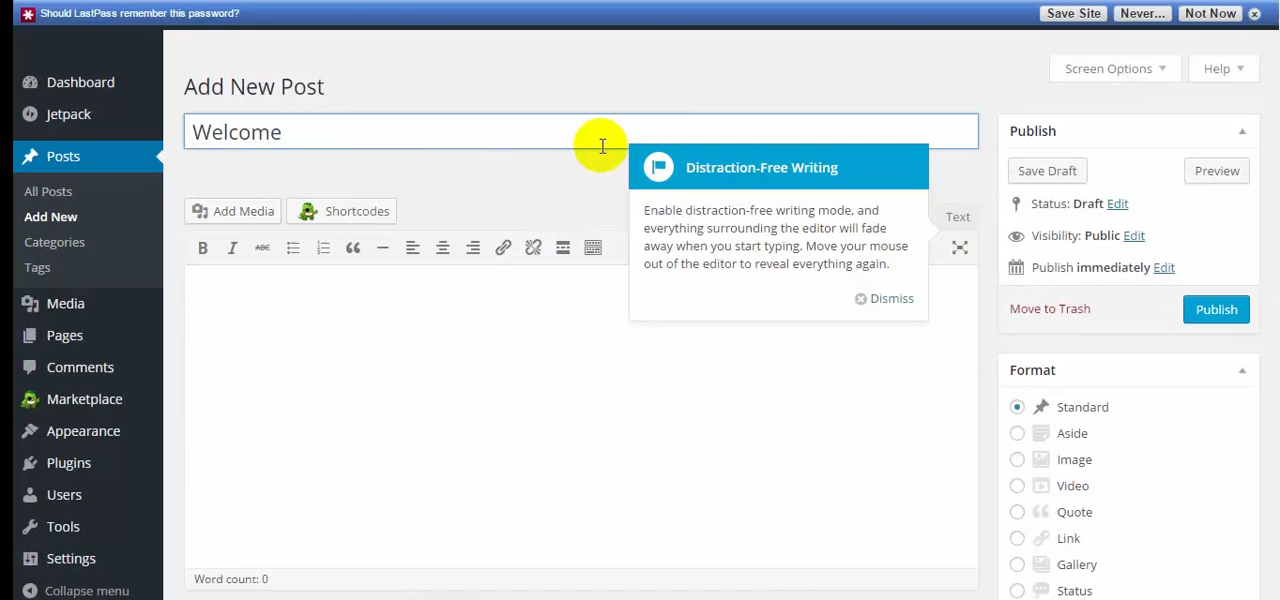 Should LastPass remember this password?
Save Site
Never...
Not Now
Screen Options
Help
Dashboard
Jetpack
Posts
All Posts
Add New
Categories
Tags
Media
Pages
Comments
Marketplace
Appearance
Plugins
Users
Tools
Settings
Collapse menu
Add New Post
Welcome
Distraction-Free Writing
Enable distraction-free writing mode, and
everything surrounding the editor will fade
away when you start typing. Move your mouse
out of the editor to reveal everything again.
Dismiss
Add Media
Shortcodes
Text
B I ABC
Word count: 0
Publish
Save Draft
Preview
Status: Draft Edit
Visibility: Public Edit
Publish immediately Edit
Move to Trash
Publish
Format
Standard
Aside
Image
Video
Quote
Link
Gallery
Status